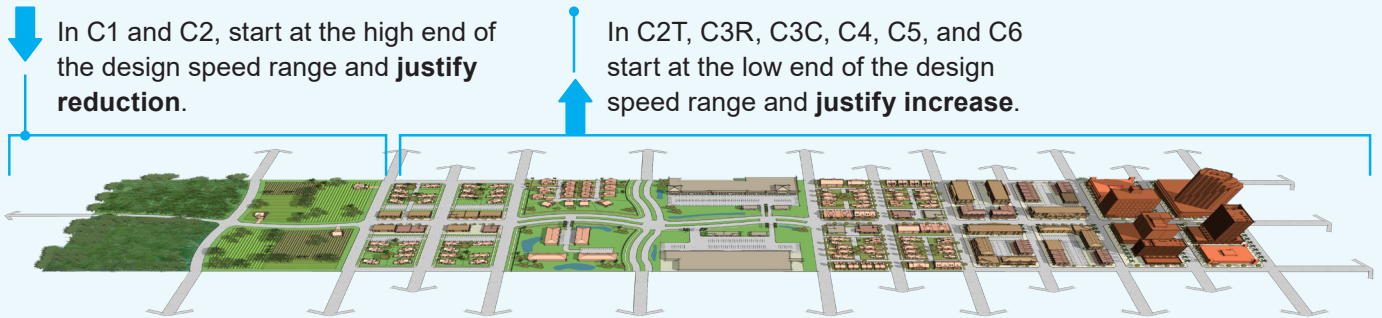 In C1 and C2, start at the high end of
the design speed range and justify
reduction.
In C2T, C3R, C3C, C4, C5, and C6
start at the low end of the design
speed range and justify increase.